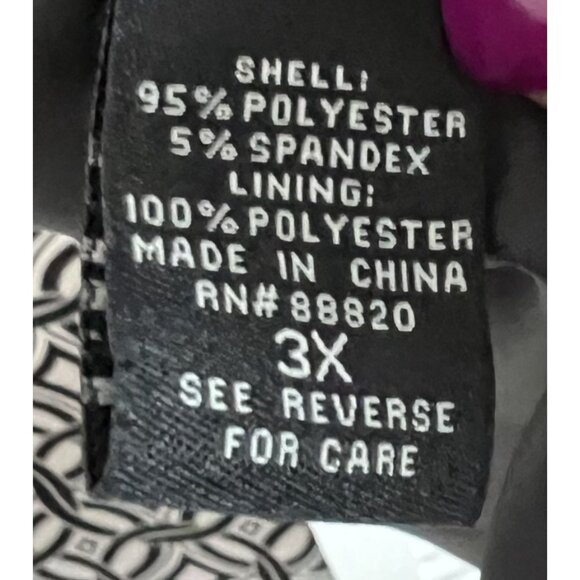 SHELL:
95% POLYESTER
5% SPANDEX
LINING:
100% POLYESTER
MADE IN CHINA
RN# 88820
3X
SEE REVERSE
FOR CARE